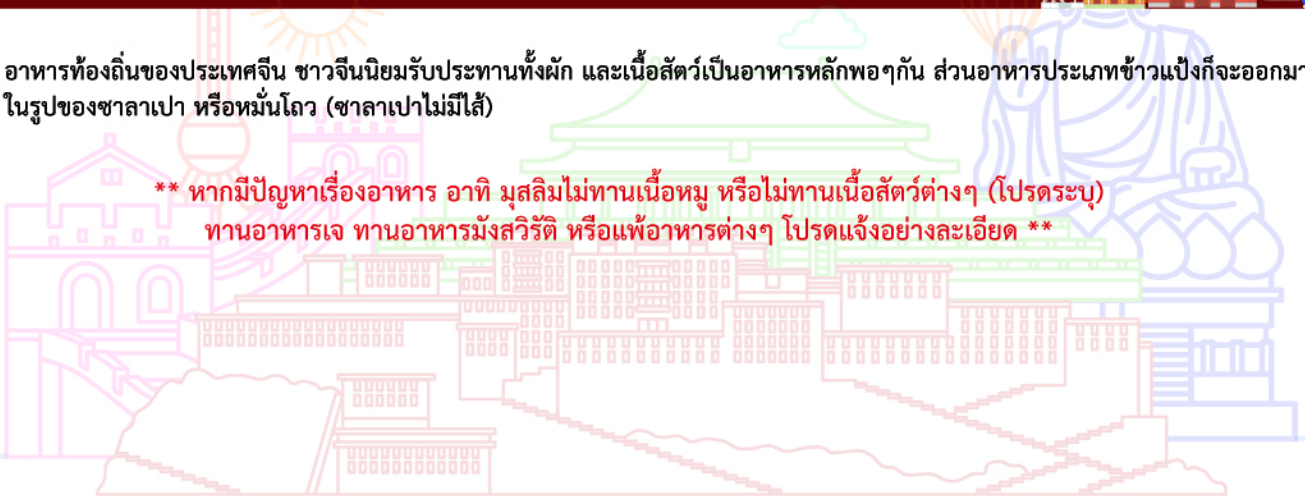 อาหารท้องถิ่นของประเทศจีน ชาวจีนนิยมรับประทานทั้งผัก และเนื้อสัตว์เป็นอาหารหลักพอๆกัน ส่วนอาหารประเภทข้าวแป้งก็จะออกมา
ในรูปของซาลาเปา หรือหมั่นโถว (ซาลาเปาไม่มีไส้)
** หากมีปัญหาเรื่องอาหาร อาทิ มุสลิมไม่ทานเนื้อหมู หรือไม่ทานเนื้อสัตว์ต่างๆ (โปรดระบุ)
ทานอาหารเจ ทานอาหารมังสวิรัติ หรือแพ้อาหารต่างๆ โปรดแจ้งอย่างละเอียด **